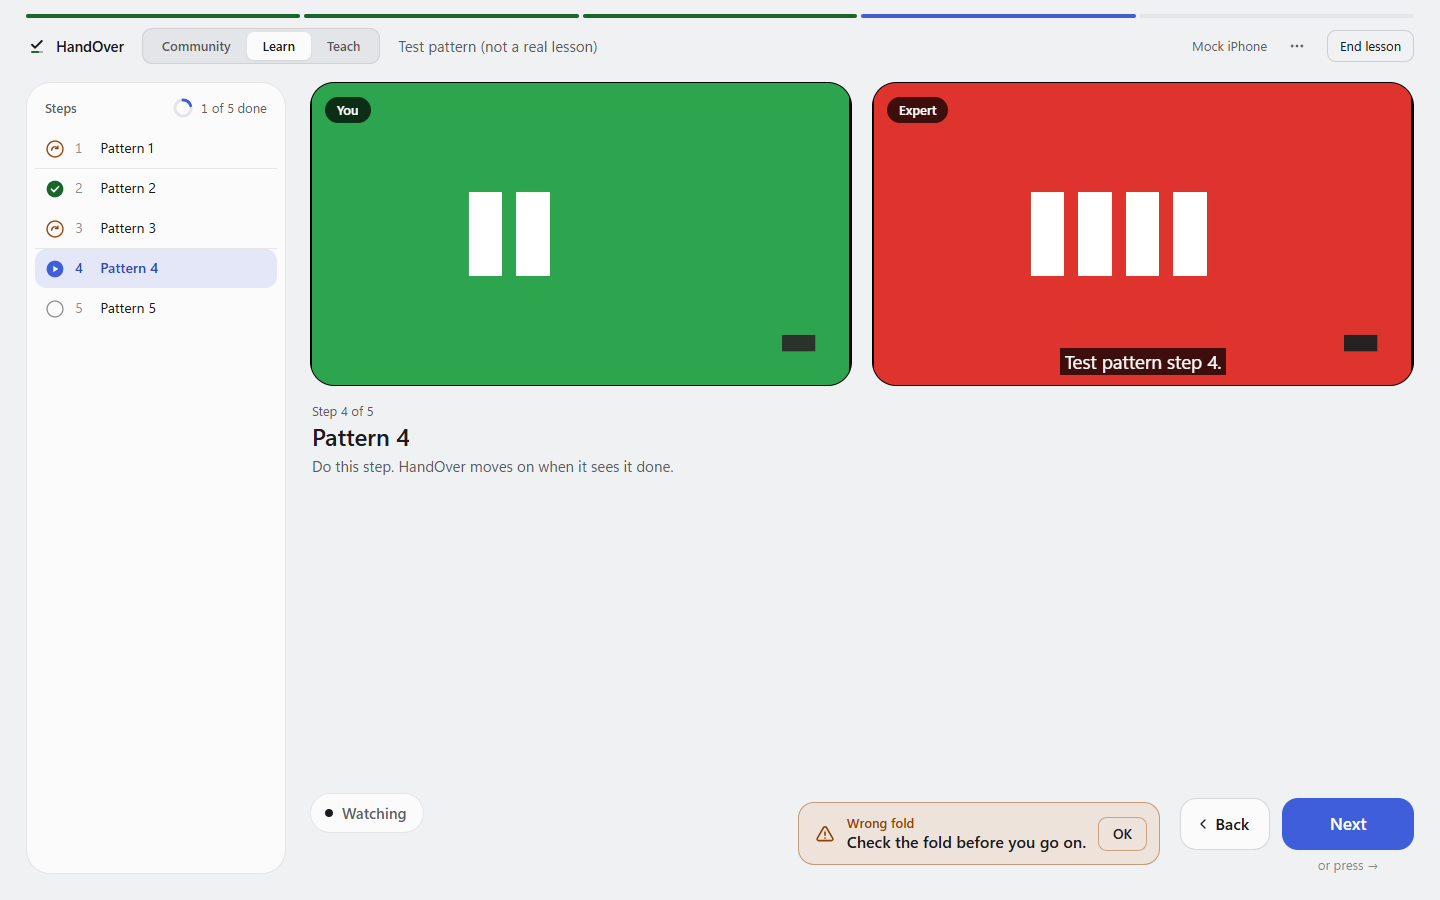 HandOver
Community
Learn
Teach
Test pattern (not a real lesson)
Mock iPhone
End lesson
Steps
1 of 5 done
1 Pattern 1
2 Pattern 2
3 Pattern 3
4 Pattern 4
5 Pattern 5
You
Expert
Test pattern step 4.
Step 4 of 5
Pattern 4
Do this step. HandOver moves on when it sees it done.
Watching
Wrong fold
Check the fold before you go on.
OK
Back
Next
or press →